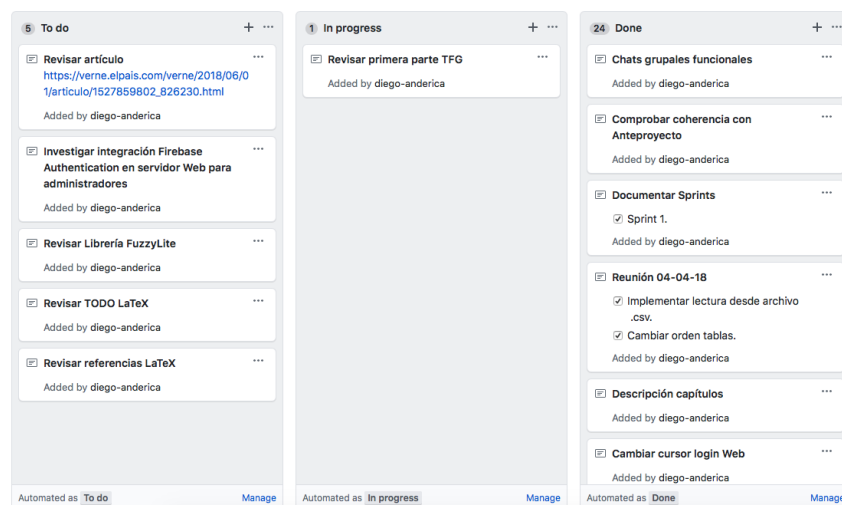 5 To do
Revisar artículo
https://verne.elpais.com/verne/2018/06/0
1/articulo/1527859802_826230.html
Added by diego-anderica
Investigar integración Firebase
Authentication en servidor Web para
administradores
Added by diego-anderica
Revisar Librería FuzzyLite
Added by diego-anderica
Revisar TODO LaTeX
Added by diego-anderica
Revisar referencias LaTeX
Added by diego-anderica
Automated as To do Manage
1 In progress
Revisar primera parte TFG
Added by diego-anderica
Automated as In progress Manage
24 Done
Chats grupales funcionales
Added by diego-anderica
Comprobar coherencia con
Anteproyecto
Added by diego-anderica
Documentar Sprints
Sprint 1.
Added by diego-anderica
Reunión 04-04-18
Implementar lectura desde archivo
.csv.
Cambiar orden tablas.
Added by diego-anderica
Descripción capítulos
Added by diego-anderica
Cambiar cursor login Web
Added by diego-anderica
Automated as Done Manage